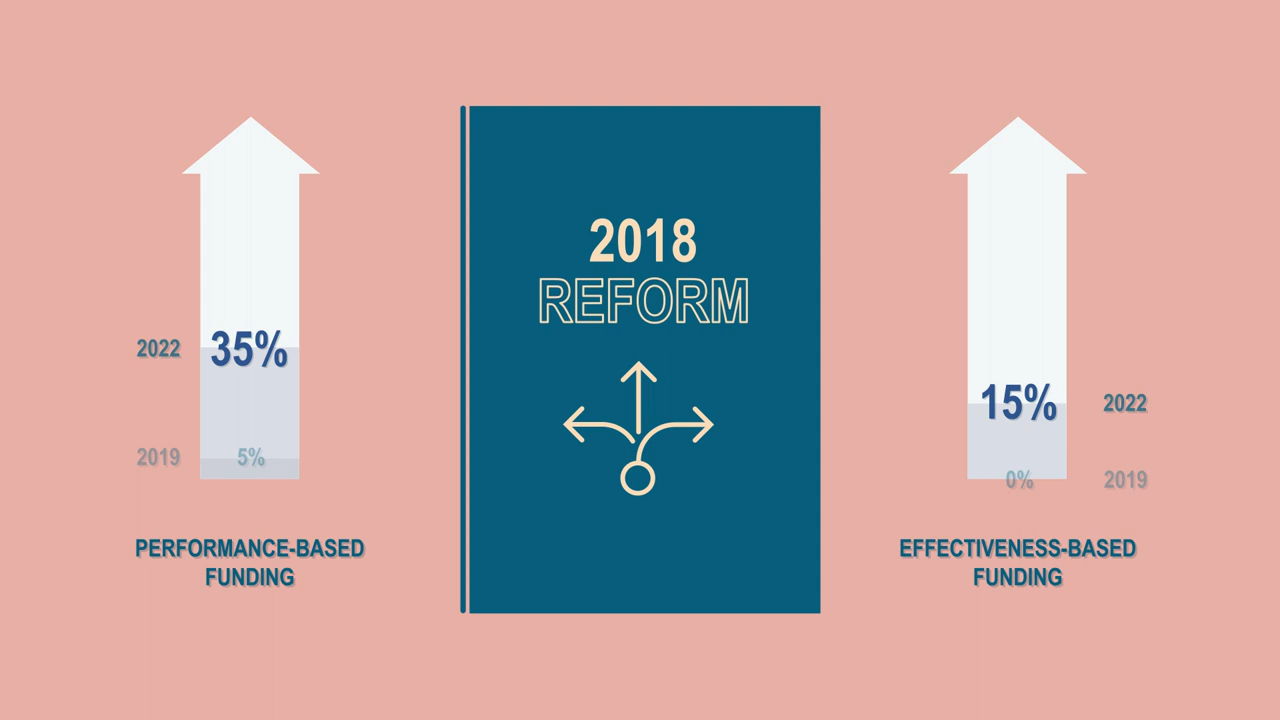 2022
35%
2019
5%
PERFORMANCE-BASED
FUNDING
2018
REFORM
15%
2022
0%
2019
EFFECTIVENESS-BASED
FUNDING